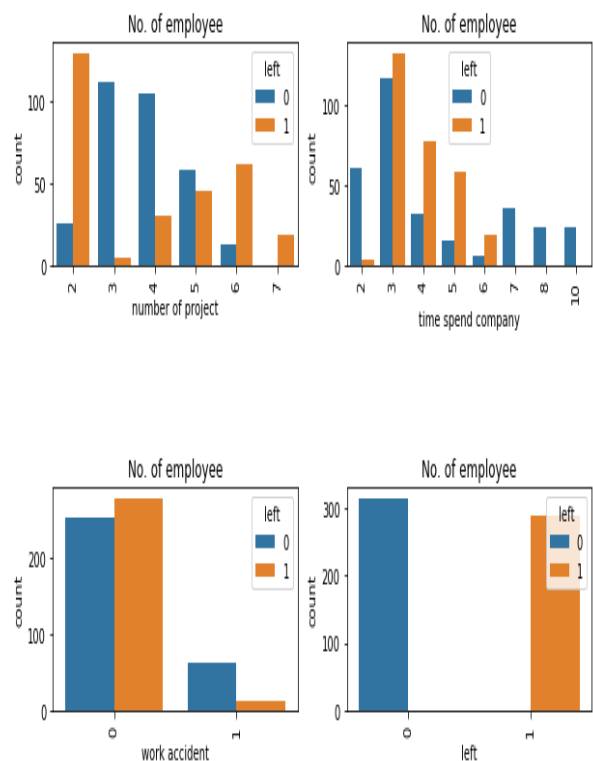 No. of employee
count
100
50
0
left
0
1
2 3 4 5 6 7
number of project
No. of employee
count
100
50
0
left
0
1
2 3 4 5 6 7 8 10
time spend company
No. of employee
count
200
100
0
left
0
1
0 1
work accident
No. of employee
count
300
200
100
0
left
0
1
0 1
left